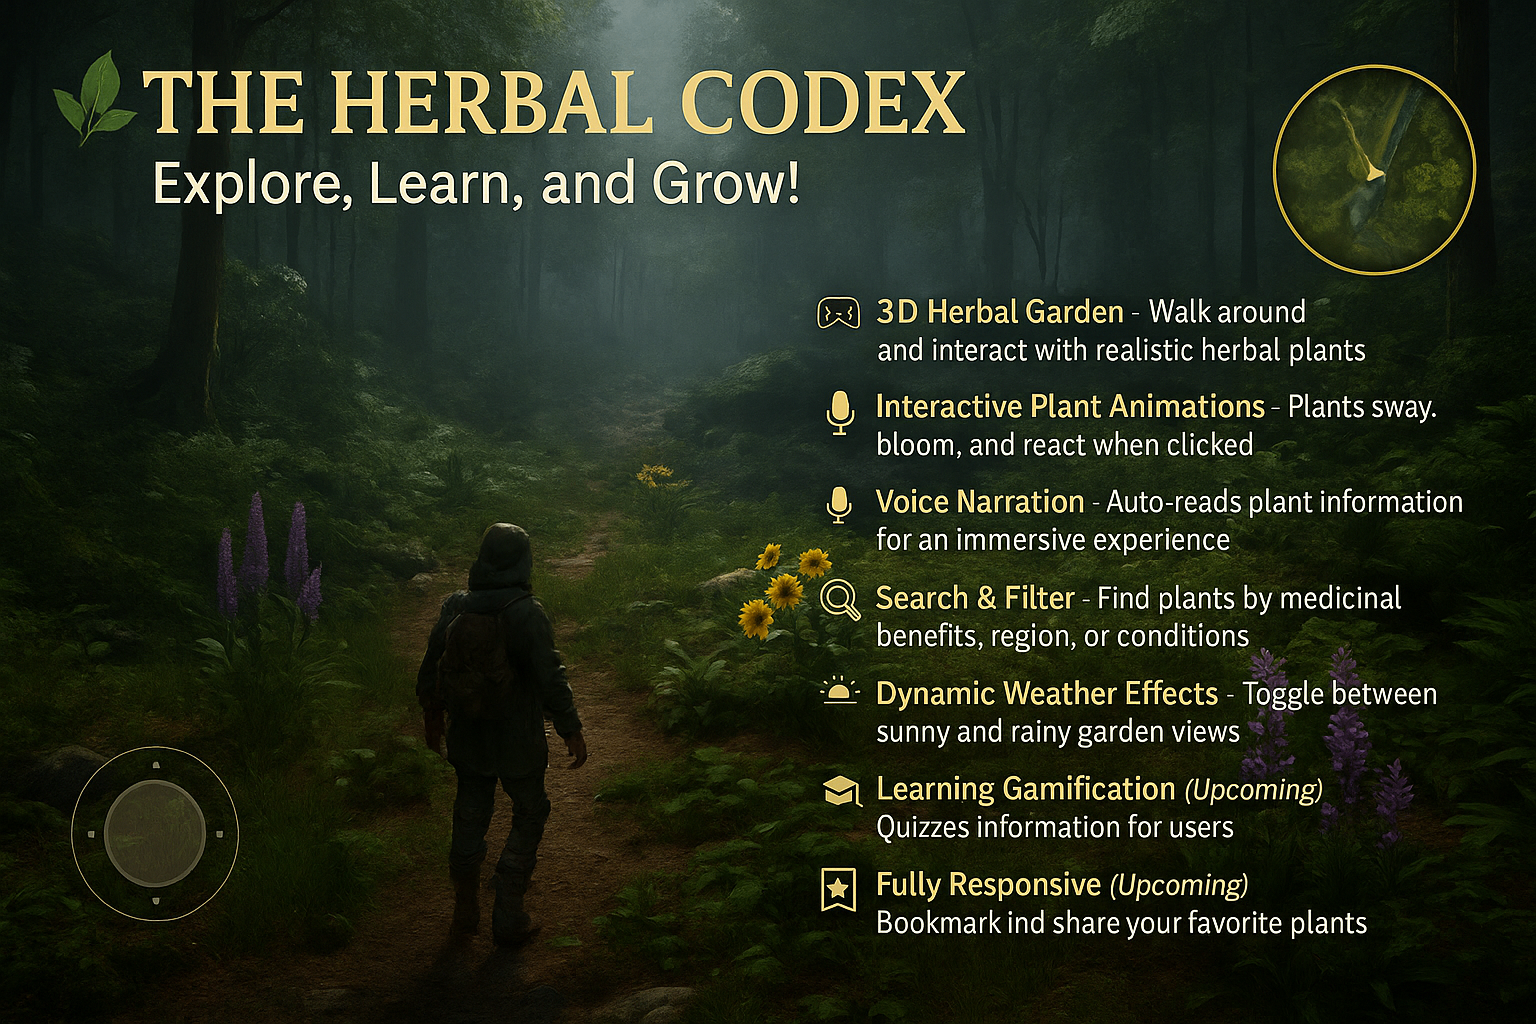 THE HERBAL CODEX
Explore, Learn, and Grow!
3D Herbal Garden - Walk around
and interact with realistic herbal plants
Interactive Plant Animations - Plants sway.
bloom, and react when clicked
Voice Narration - Auto-reads plant information
for an immersive experience
Search & Filter - Find plants by medicinal
benefits, region, or conditions
Dynamic Weather Effects - Toggle between
sunny and rainy garden views
Learning Gamification (Upcoming)
Quizzes information for users
Fully Responsive (Upcoming)
Bookmark ind share your favorite plants